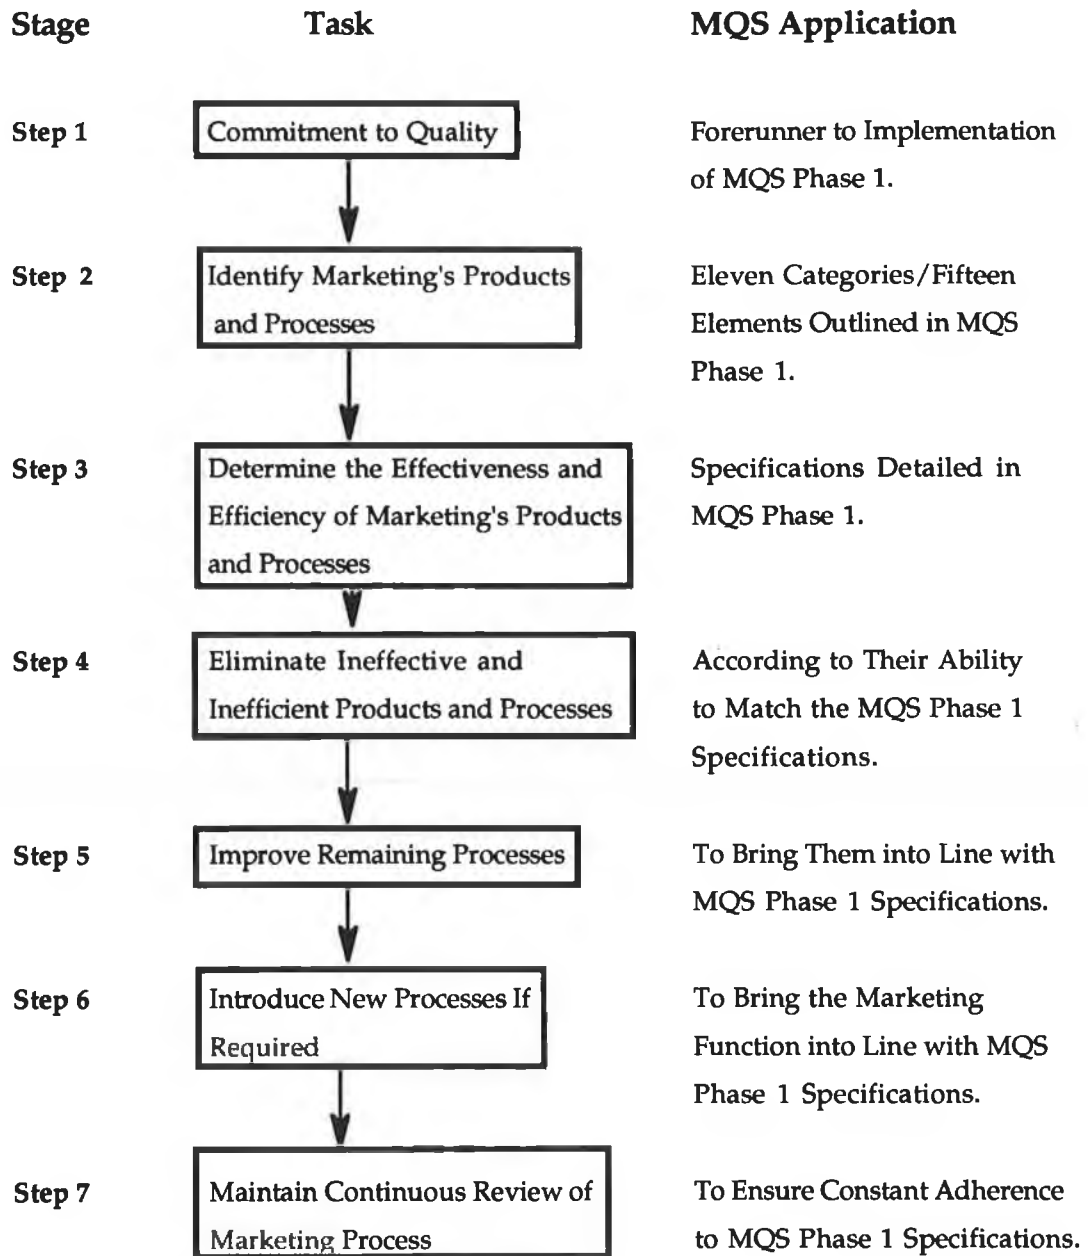 Stage Task MQS Application
Step 1 Commitment to Quality Forerunner to Implementation
of MQS Phase 1.
Step 2 Identify Marketing's Products Eleven Categories/Fifteen
and Processes Elements Outlined in MQS
Phase 1.
Step 3 Determine the Effectiveness and Specifications Detailed in
Efficiency of Marketing's Products MQS Phase 1.
and Processes
Step 4 Eliminate Ineffective and According to Their Ability
Inefficient Products and Processes to Match the MQS Phase 1
Specifications.
Step 5 Improve Remaining Processes To Bring Them into Line with
MQS Phase 1 Specifications.
Step 6 Introduce New Processes If To Bring the Marketing
Required Function into Line with MQS
Phase 1 Specifications.
Step 7 Maintain Continuous Review of To Ensure Constant Adherence
Marketing Process to MQS Phase 1 Specifications.